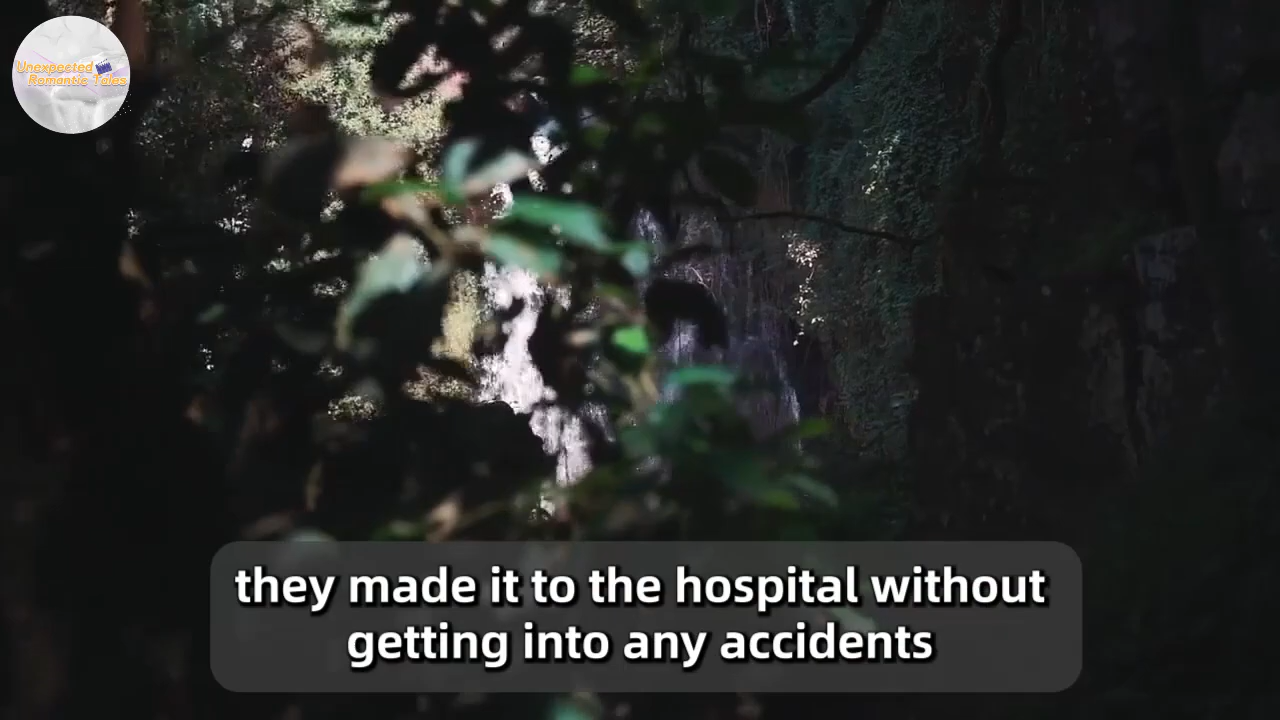 Unexpected
Romantic Tales
they made it to the hospital without
getting into any accidents